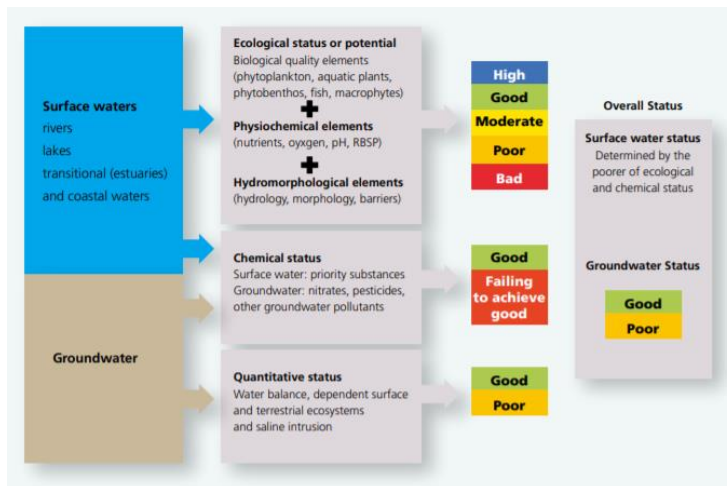 Surface waters
rivers
lakes
transitional (estuaries)
and coastal waters
Groundwater
Ecological status or potential
Biological quality elements
(phytoplankton, aquatic plants,
phytobenthos, fish, macrophytes)
+
Physiochemical elements
(nutrients, oyxgen, pH, RBSP)
+
Hydromorphological elements
(hydrology, morphology, barriers)
Chemical status
Surface water: priority substances
Groundwater: nitrates, pesticides,
other groundwater pollutants
Quantitative status
Water balance, dependent surface
and terrestrial ecosystems
and saline intrusion
High
Good
Moderate
Poor
Bad
Good
Failing
to achieve
good
Good
Poor
Overall Status
Surface water status
Determined by the
poorer of ecological
and chemical status
Groundwater Status
Good
Poor